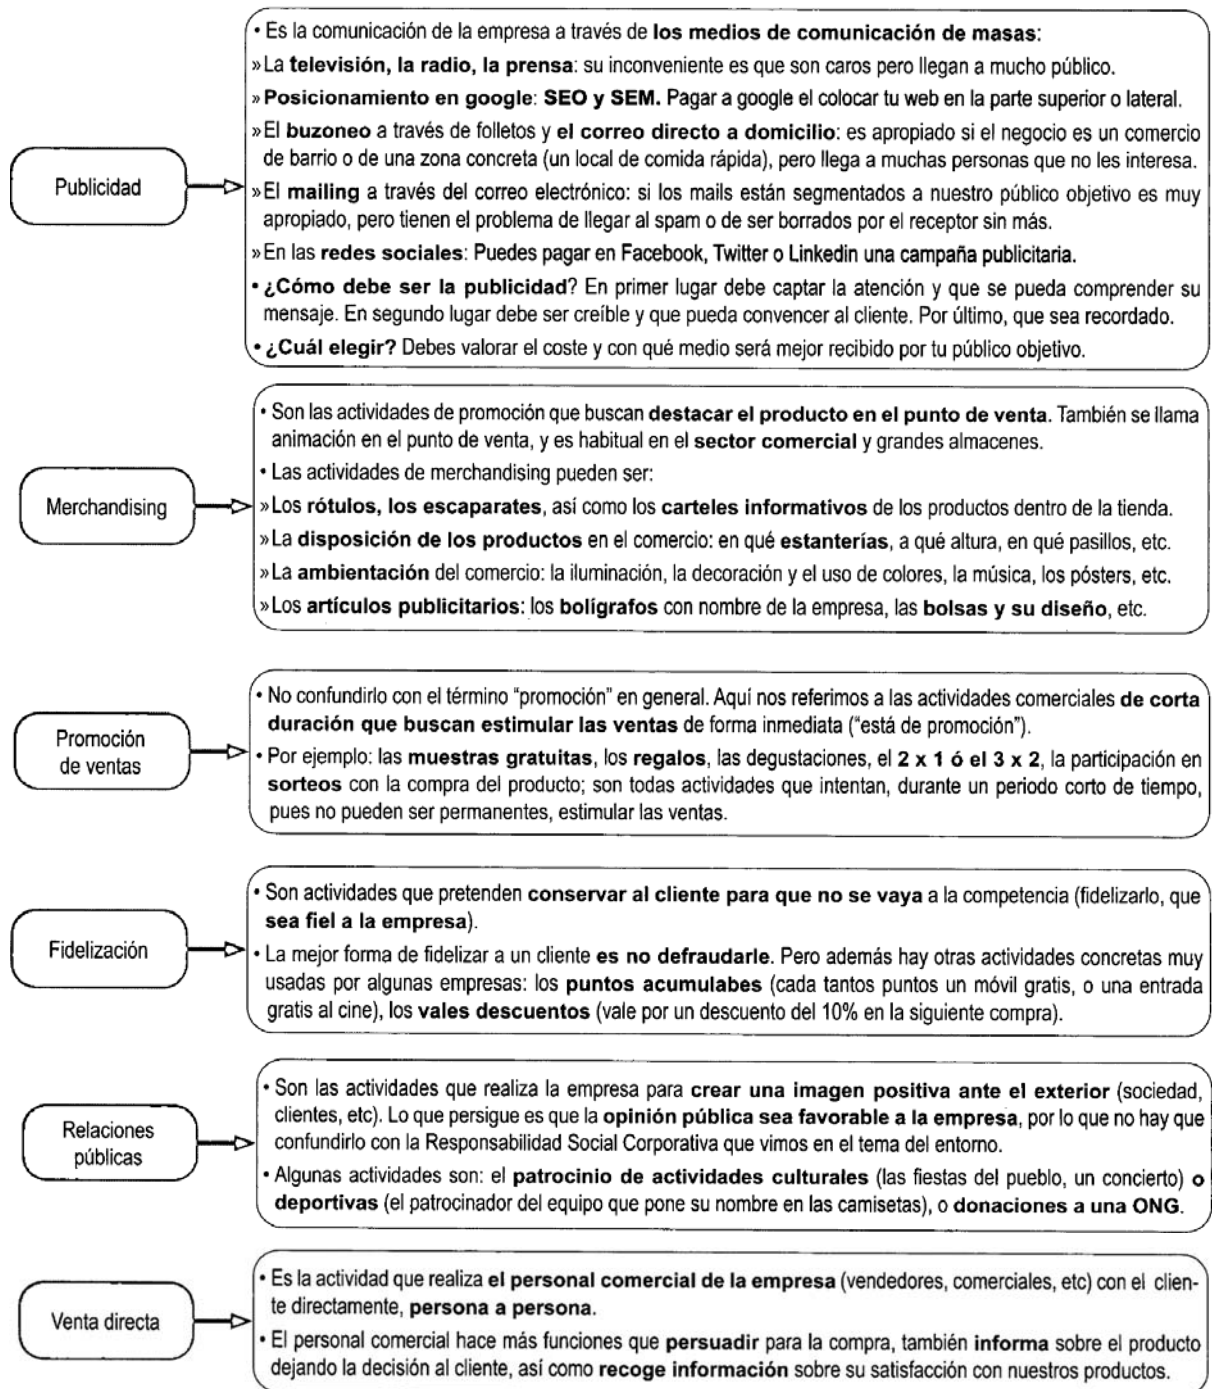 • Es la comunicación de la empresa a través de los medios de comunicación de masas:
» La televisión, la radio, la prensa: su inconveniente es que son caros pero llegan a mucho público.
» Posicionamiento en google: SEO y SEM. Pagar a google el colocar tu web en la parte superior o lateral.
» El buzoneo a través de folletos y el correo directo a domicilio: es apropiado si el negocio es un comercio
de barrio o de una zona concreta (un local de comida rápida), pero llega a muchas personas que no les interesa.
Publicidad
» El mailing a través del correo electrónico: si los mails están segmentados a nuestro público objetivo es muy
apropiado, pero tienen el problema de llegar al spam o de ser borrados por el receptor sin más.
» En las redes sociales: Puedes pagar en Facebook, Twitter o Linkedin una campaña publicitaria.
• ¿Cómo debe ser la publicidad? En primer lugar debe captar la atención y que se pueda comprender su
mensaje. En segundo lugar debe ser creíble y que pueda convencer al cliente. Por último, que sea recordado.
• ¿Cuál elegir? Debes valorar el coste y con qué medio será mejor recibido por tu público objetivo.
• Son las actividades de promoción que buscan destacar el producto en el punto de venta. También se llama
animación en el punto de venta, y es habitual en el sector comercial y grandes almacenes.
• Las actividades de merchandising pueden ser:
Merchandising
» Los rótulos, los escaparates, así como los carteles informativos de los productos dentro de la tienda.
» La disposición de los productos en el comercio: en qué estanterías, a qué altura, en qué pasillos, etc.
» La ambientación del comercio: la iluminación, la decoración y el uso de colores, la música, los pósters, etc.
» Los artículos publicitarios: los bolígrafos con nombre de la empresa, las bolsas y su diseño, etc.
• No confundirlo con el término “promoción” en general. Aquí nos referimos a las actividades comerciales de corta
duración que buscan estimular las ventas de forma inmediata (“está de promoción”).
Promoción
de ventas
• Por ejemplo: las muestras gratuitas, los regalos, las degustaciones, el 2 x 1 ó el 3 x 2, la participación en
sorteos con la compra del producto; son todas actividades que intentan, durante un periodo corto de tiempo,
pues no pueden ser permanentes, estimular las ventas.
• Son actividades que pretenden conservar al cliente para que no se vaya a la competencia (fidelizarlo, que
sea fiel a la empresa).
Fidelización
• La mejor forma de fidelizar a un cliente es no defraudarle. Pero además hay otras actividades concretas muy
usadas por algunas empresas: los puntos acumulabes (cada tantos puntos un móvil gratis, o una entrada
gratis al cine), los vales descuentos (vale por un descuento del 10% en la siguiente compra).
• Son las actividades que realiza la empresa para crear una imagen positiva ante el exterior (sociedad,
clientes, etc). Lo que persigue es que la opinión pública sea favorable a la empresa, por lo que no hay que
confundirlo con la Responsabilidad Social Corporativa que vimos en el tema del entorno.
Relaciones
públicas
• Algunas actividades son: el patrocinio de actividades culturales (las fiestas del pueblo, un concierto) o
deportivas (el patrocinador del equipo que pone su nombre en las camisetas), o donaciones a una ONG.
• Es la actividad que realiza el personal comercial de la empresa (vendedores, comerciales, etc) con el clien-
te directamente, persona a persona.
Venta directa
• El personal comercial hace más funciones que persuadir para la compra, también informa sobre el producto
dejando la decisión al cliente, así como recoge información sobre su satisfacción con nuestros productos.